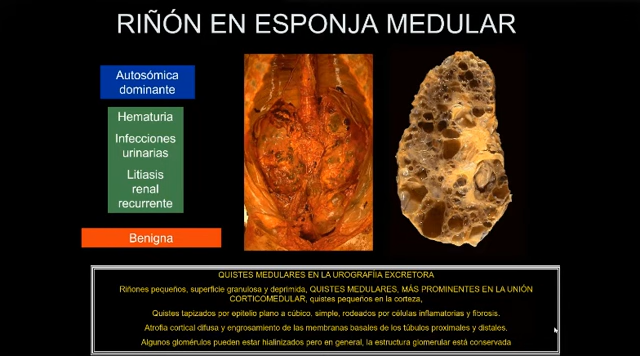 RIÑÓN EN ESPONJA MEDULAR
Autosómica
dominante
Hematuria
Infecciones
urinarias
Litiasis
renal
recurrente
Benigna
QUISTES MEDULARES EN LA UROGRAFÍIA EXCRETORA
Riñones pequeños, superficie granulosa y deprimida, QUISTES MEDULARES, MÁS PROMINENTES EN LA UNIÓN
CORTICOMEDULAR, quistes pequeños en la corteza,
Quistes tapizados por epitelio plano a cúbico, simple, rodeados por células inflamatorias y fibrosis.
Atrofia cortical difusa y engrosamiento de las membranas basales de los túbulos proximales y distales.
Algunos glomérulos pueden estar hialinizados pero en general, la estructura glomerular está conservada